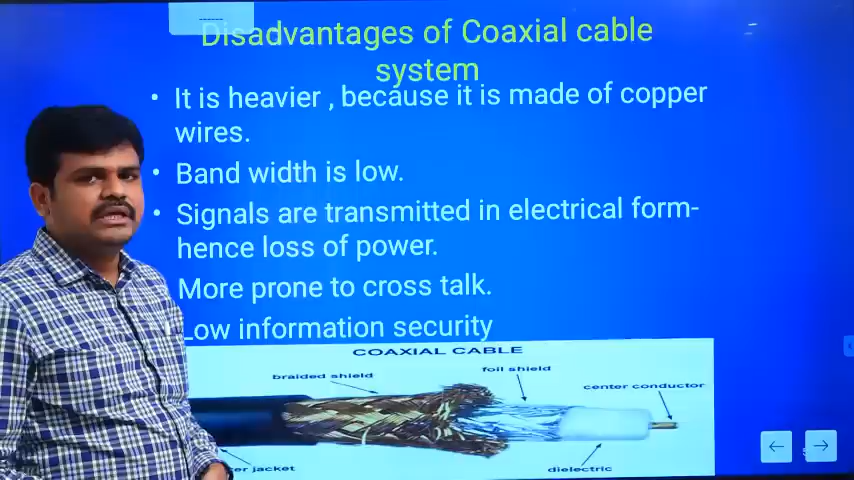 Disadvantages of Coaxial cable
system
• It is heavier , because it is made of copper
wires.
• Band width is low.
• Signals are transmitted in electrical form-
hence loss of power.
More prone to cross talk.
Low information security
COAXIAL CABLE
braided shield
foil shield
center conductor
jacket
dielectric